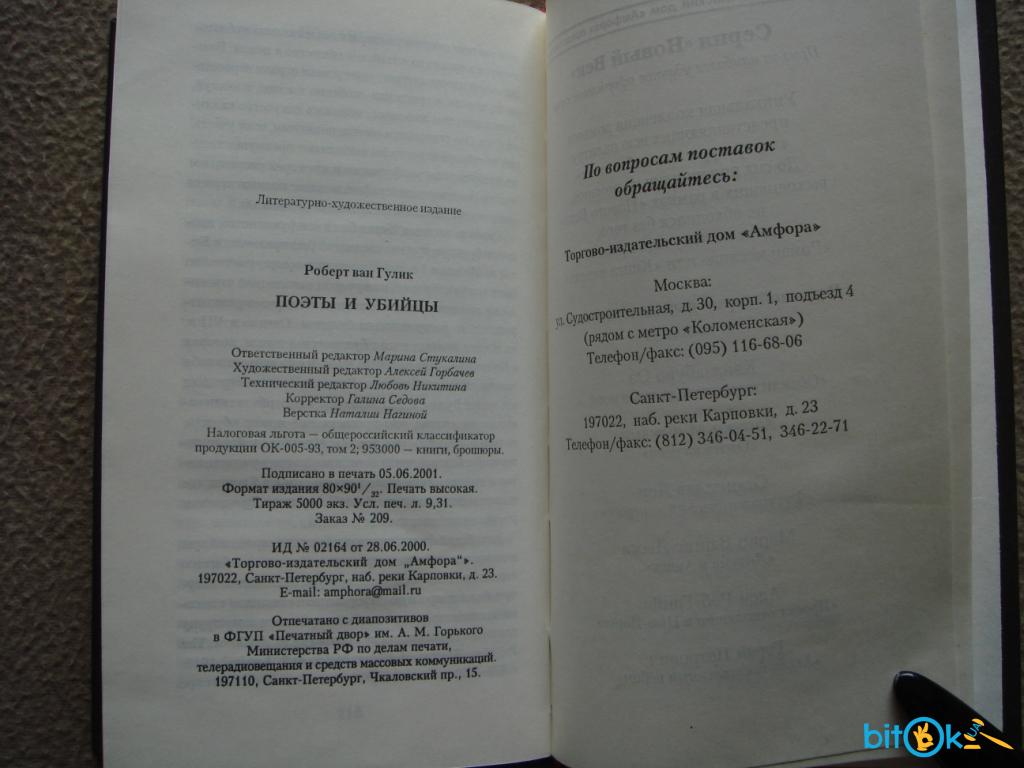 Литературно-художественное издание
Роберт ван Гулик
ПОЭТЫ И УБИЙЦЫ
Ответственный редактор Марина Стукалина
Художественный редактор Алексей Горбачев
Технический редактор Любовь Никитина
Корректор Галина Седова
Верстка Наталии Нагиной
Налоговая льгота — общероссийский классификатор
продукции ОК-005-93, том 2; 953000 — книги, брошюры.
Подписано в печать 05.06.2001.
Формат издания 80×90 1/32. Печать высокая.
Тираж 5000 экз. Усл. печ. л. 9,31.
Заказ № 209.
ИД № 02164 от 28.06.2000.
«Торгово-издательский дом „Амфора“».
197022, Санкт-Петербург, наб. реки Карповки, д. 23.
E-mail: amphora@mail.ru
Отпечатано с диапозитивов
в ФГУП «Печатный двор» им. А. М. Горького
Министерства РФ по делам печати,
телерадиовещания и средств массовых коммуникаций.
197110, Санкт-Петербург, Чкаловский пр., 15.
По вопросам поставок
обращайтесь:
Торгово-издательский дом «Амфора»
Москва:
ул. Судостроительная, д. 30, корп. 1, подъезд 4
(рядом с метро «Коломенская»)
Телефон/факс: (095) 116-68-06
Санкт-Петербург:
197022, наб. реки Карповки, д. 23
Телефон/факс: (812) 346-04-51, 346-22-71
bitok.ua